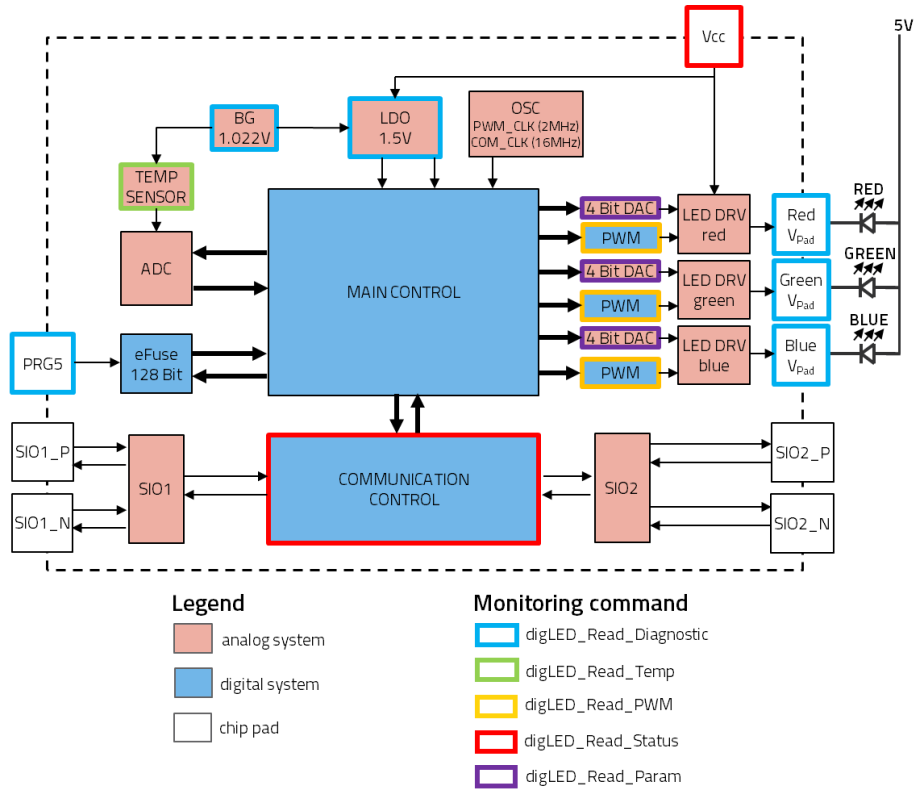 5V
Vcc
BG
1.022V
LDO
1.5V
OSC
PWM_CLK (2MHz)
COM_CLK (16MHz)
TEMP
SENSOR
ADC
MAIN CONTROL
4 Bit DAC
PWM
LED DRV
red
Red
VPad
RED
4 Bit DAC
PWM
LED DRV
green
Green
VPad
GREEN
4 Bit DAC
PWM
LED DRV
blue
Blue
VPad
BLUE
PRG5
eFuse
128 Bit
SIO1_P
SIO1_N
SIO1
COMMUNICATION
CONTROL
SIO2
SIO2_P
SIO2_N
Legend
analog system
digital system
chip pad
Monitoring command
digLED_Read_Diagnostic
digLED_Read_Temp
digLED_Read_PWM
digLED_Read_Status
digLED_Read_Param